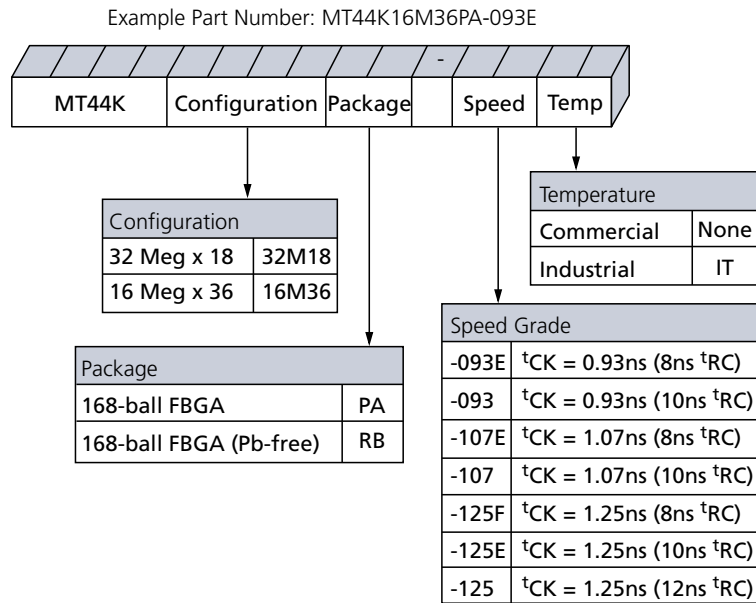 Example Part Number: MT44K16M36PA-093E
-
MT44K Configuration Package Speed Temp
Configuration
32 Meg x 18 32M18
16 Meg x 36 16M36
Package
168-ball FBGA PA
168-ball FBGA (Pb-free) RB
Temperature
Commercial None
Industrial IT
Speed Grade
-093E tCK = 0.93ns (8ns tRC)
-093 tCK = 0.93ns (10ns tRC)
-107E tCK = 1.07ns (8ns tRC)
-107 tCK = 1.07ns (10ns tRC)
-125F tCK = 1.25ns (8ns tRC)
-125E tCK = 1.25ns (10ns tRC)
-125 tCK = 1.25ns (12ns tRC)